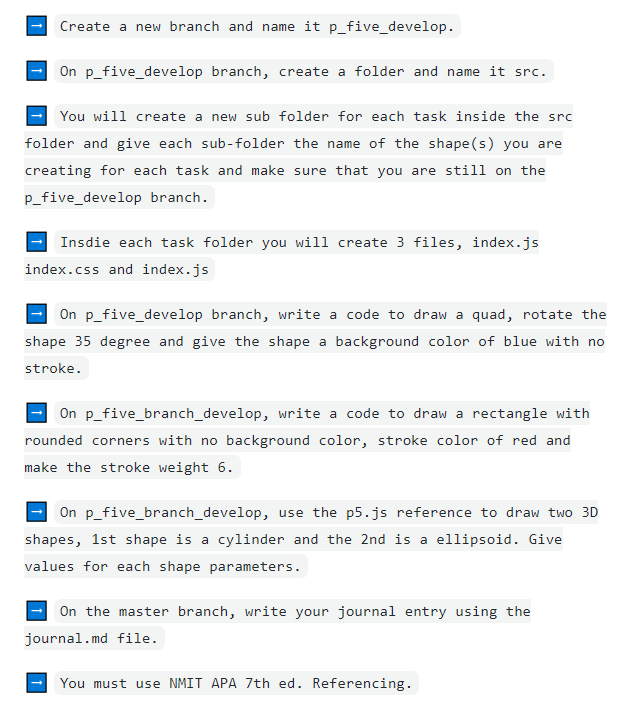 ➡ Create a new branch and name it p_five_develop.
➡ On p_five_develop branch, create a folder and name it src.
➡ You will create a new sub folder for each task inside the src
folder and give each sub-folder the name of the shape(s) you are
creating for each task and make sure that you are still on the
p_five_develop branch.
➡ Insdie each task folder you will create 3 files, index.js
index.css and index.js
➡ On p_five_develop branch, write a code to draw a quad, rotate the
shape 35 degree and give the shape a background color of blue with no
stroke.
➡ On p_five_branch_develop, write a code to draw a rectangle with
rounded corners with no background color, stroke color of red and
make the stroke weight 6.
➡ On p_five_branch_develop, use the p5.js reference to draw two 3D
shapes, 1st shape is a cylinder and the 2nd is a ellipsoid. Give
values for each shape parameters.
➡ On the master branch, write your journal entry using the
journal.md file.
➡ You must use NMIT APA 7th ed. Referencing.